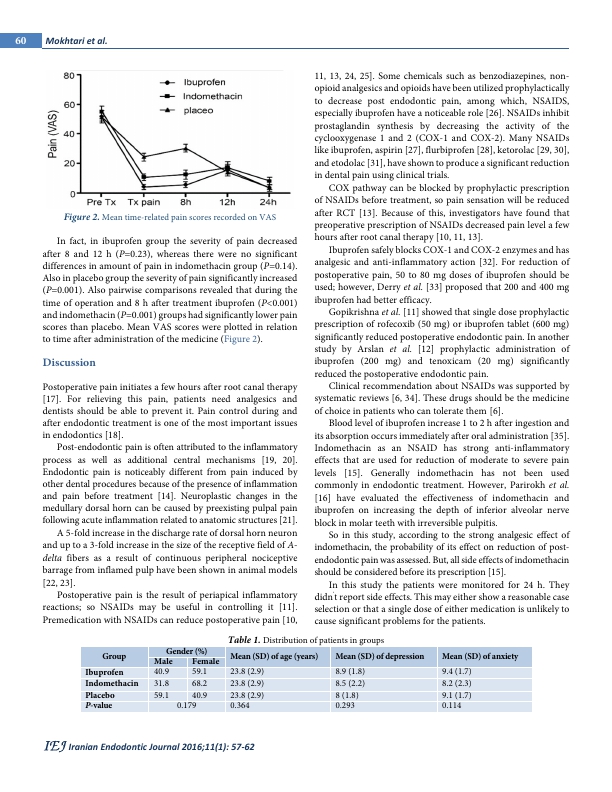 60
Mokhtari et al.
80
60
40
20
0
Pain (VAS)
Ibuprofen
Indomethacin
placeo
Pre Tx
Tx pain
8h
12h
24h
Figure 2. Mean time-related pain scores recorded on VAS
In fact, in ibuprofen group the severity of pain decreased
after 8 and 12 h (P=0.23), whereas there were no significant
differences in amount of pain in indomethacin group (P=0.14).
Also in placebo group the severity of pain significantly increased
(P=0.001). Also pairwise comparisons revealed that during the
time of operation and 8 h after treatment ibuprofen (P<0.001)
and indomethacin (P=0.001) groups had significantly lower pain
scores than placebo. Mean VAS scores were plotted in relation
to time after administration of the medicine (Figure 2).
Discussion
Postoperative pain initiates a few hours after root canal therapy
[17]. For relieving this pain, patients need analgesics and
dentists should be able to prevent it. Pain control during and
after endodontic treatment is one of the most important issues
in endodontics [18].
Post-endodontic pain is often attributed to the inflammatory
process as well as additional central mechanisms [19, 20].
Endodontic pain is noticeably different from pain induced by
other dental procedures because of the presence of inflammation
and pain before treatment [14]. Neuroplastic changes in the
medullary dorsal horn can be caused by preexisting pulpal pain
following acute inflammation related to anatomic structures [21].
A 5-fold increase in the discharge rate of dorsal horn neuron
and up to a 3-fold increase in the size of the receptive field of A-
delta fibers as a result of continuous peripheral nociceptive
barrage from inflamed pulp have been shown in animal models
[22, 23].
Postoperative pain is the result of periapical inflammatory
reactions; so NSAIDs may be useful in controlling it [11].
Premedication with NSAIDs can reduce postoperative pain [10,
11, 13, 24, 25]. Some chemicals such as benzodiazepines, non-
opioid analgesics and opioids have been utilized prophylactically
to decrease post endodontic pain, among which, NSAIDS,
especially ibuprofen have a noticeable role [26]. NSAIDs inhibit
prostaglandin synthesis by decreasing the activity of the
cyclooxygenase 1 and 2 (COX-1 and COX-2). Many NSAIDs
like ibuprofen, aspirin [27], flurbiprofen [28], ketorolac [29, 30],
and etodolac [31], have shown to produce a significant reduction
in dental pain using clinical trials.
COX pathway can be blocked by prophylactic prescription
of NSAIDs before treatment, so pain sensation will be reduced
after RCT [13]. Because of this, investigators have found that
preoperative prescription of NSAIDs decreased pain level a few
hours after root canal therapy [10, 11, 13].
Ibuprofen safely blocks COX-1 and COX-2 enzymes and has
analgesic and anti-inflammatory action [32]. For reduction of
postoperative pain, 50 to 80 mg doses of ibuprofen should be
used; however, Derry et al. [33] proposed that 200 and 400 mg
ibuprofen had better efficacy.
Gopikrishna et al. [11] showed that single dose prophylactic
prescription of rofecoxib (50 mg) or ibuprofen tablet (600 mg)
significantly reduced postoperative endodontic pain. In another
study by Arslan et al. [12] prophylactic administration of
ibuprofen (200 mg) and tenoxicam (20 mg) significantly
reduced the postoperative endodontic pain.
Clinical recommendation about NSAIDs was supported by
systematic reviews [6, 34]. These drugs should be the medicine
of choice in patients who can tolerate them [6].
Blood level of ibuprofen increase 1 to 2 h after ingestion and
its absorption occurs immediately after oral administration [35].
Indomethacin as an NSAID has strong anti-inflammatory
effects that are used for reduction of moderate to severe pain
levels [15]. Generally indomethacin has not been used
commonly in endodontic treatment. However, Parirokh et al.
[16] have evaluated the effectiveness of indomethacin and
ibuprofen on increasing the depth of inferior alveolar nerve
block in molar teeth with irreversible pulpitis.
So in this study, according to the strong analgesic effect of
indomethacin, the probability of its effect on reduction of post-
endodontic pain was assessed. But, all side effects of indomethacin
should be considered before its prescription [15].
In this study the patients were monitored for 24 h. They
didn't report side effects. This may either show a reasonable case
selection or that a single dose of either medication is unlikely to
cause significant problems for the patients.
Table 1. Distribution of patients in groups
Group Gender (%) Mean (SD) of age (years) Mean (SD) of depression Mean (SD) of anxiety
Male Female
Ibuprofen 40.9 59.1 23.8 (2.9) 8.9 (1.8) 9.4 (1.7)
Indomethacin 31.8 68.2 23.8 (2.9) 8.5 (2.2) 8.2 (2.3)
Placebo 59.1 40.9 23.8 (2.9) 8 (1.8) 9.1 (1.7)
P-value 0.179 0.364 0.293 0.114
IEJ Iranian Endodontic Journal 2016;11(1): 57-62